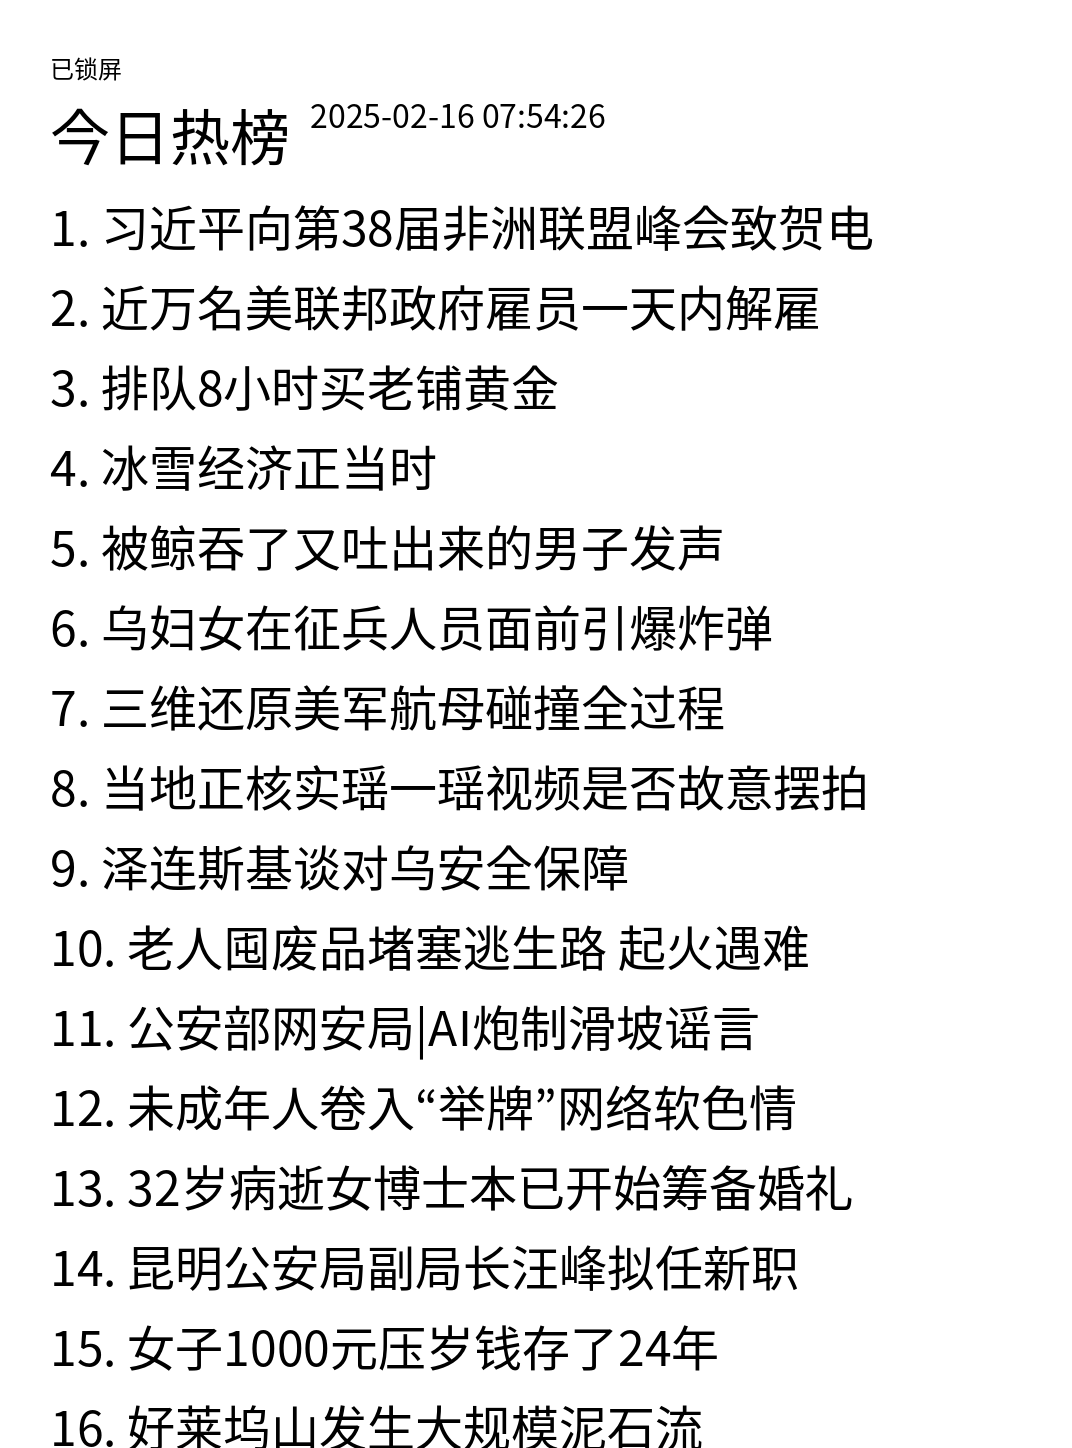 已锁屏
今日热榜 2025-02-16 07:54:26
1. 习近平向第38届非洲联盟峰会致贺电
2. 近万名美联邦政府雇员一天内解雇
3. 排队8小时买老铺黄金
4. 冰雪经济正当时
5. 被鲸吞了又吐出来的男子发声
6. 乌妇女在征兵人员面前引爆炸弹
7. 三维还原美军航母碰撞全过程
8. 当地正核实瑶一瑶视频是否故意摆拍
9. 泽连斯基谈对乌安全保障
10. 老人囤废品堵塞逃生路 起火遇难
11. 公安部网安局|AI炮制滑坡谣言
12. 未成年人卷入“举牌”网络软色情
13. 32岁病逝女博士本已开始筹备婚礼
14. 昆明公安局副局长汪峰拟任新职
15. 女子1000元压岁钱存了24年
16. 好莱坞山发生大规模泥石流